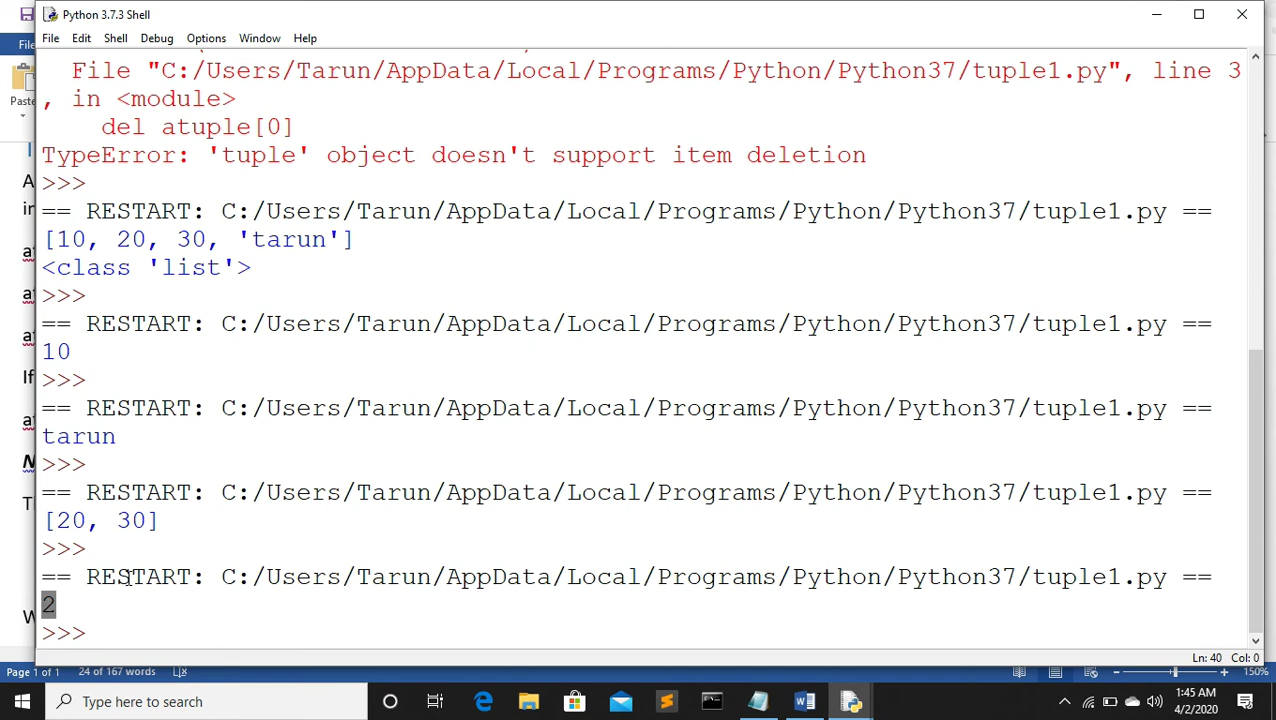 Python 3.7.3 Shell
File Edit Shell Debug Options Window Help
File "C:/Users/Tarun/AppData/Local/Programs/Python/Python37/tuple1.py", line 3
, in <module>
del atuple[0]
TypeError: 'tuple' object doesn't support item deletion
>>>
== RESTART: C:/Users/Tarun/AppData/Local/Programs/Python/Python37/tuple1.py ==
[10, 20, 30, 'tarun']
<class 'list'>
>>>
== RESTART: C:/Users/Tarun/AppData/Local/Programs/Python/Python37/tuple1.py ==
10
>>>
== RESTART: C:/Users/Tarun/AppData/Local/Programs/Python/Python37/tuple1.py ==
tarun
>>>
== RESTART: C:/Users/Tarun/AppData/Local/Programs/Python/Python37/tuple1.py ==
[20, 30]
>>>
== RESTART: C:/Users/Tarun/AppData/Local/Programs/Python/Python37/tuple1.py ==
2
>>>
Ln: 40 Col: 0
Paste
If
Page 1 of 1 24 of 167 words 150%
Type here to search
1:45 AM
4/2/2020